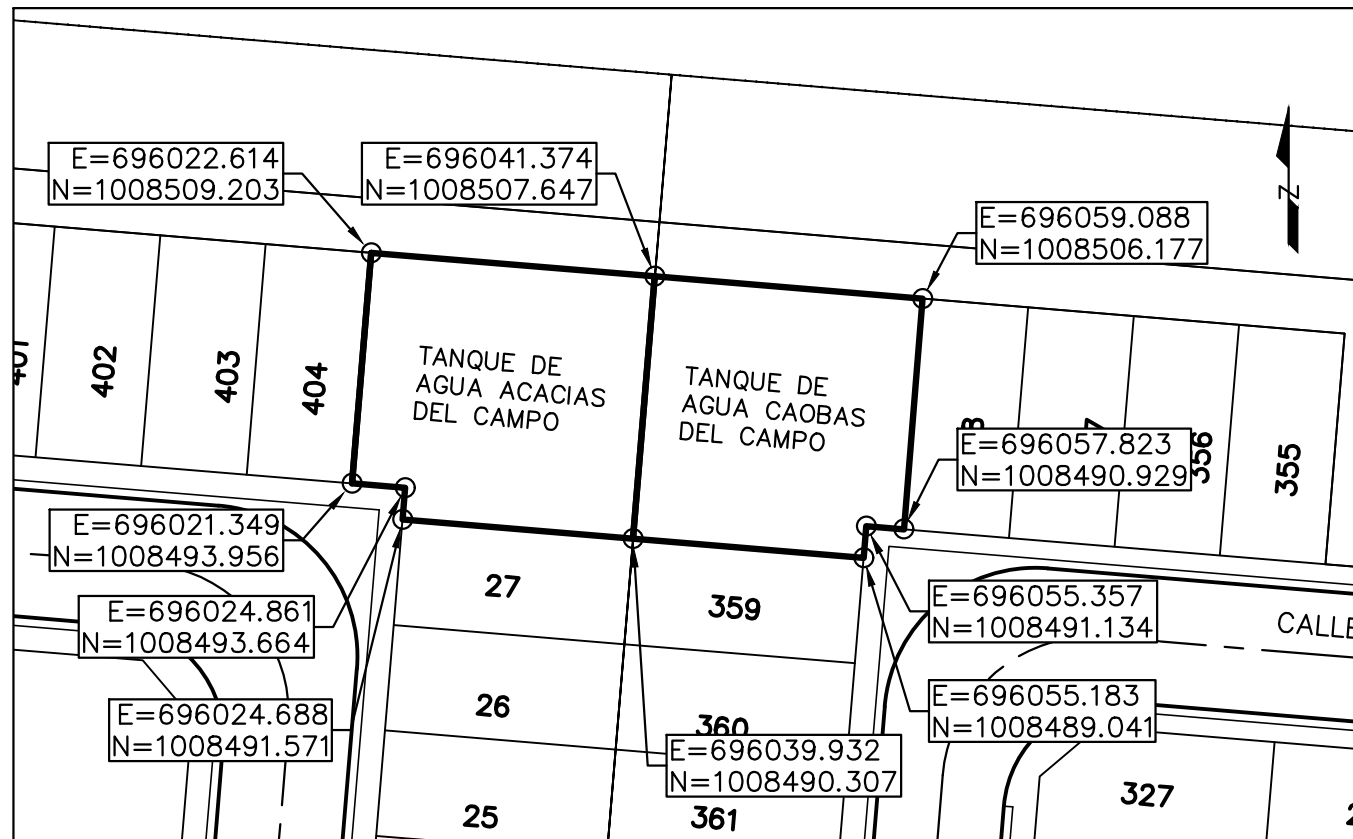 E=696022.614
N=1008509.203
E=696041.374
N=1008507.647
E=696059.088
N=1008506.177
N
401
402
403
404
TANQUE DE
AGUA ACACIAS
DEL CAMPO
TANQUE DE
AGUA CAOBAS
DEL CAMPO
356
355
E=696057.823
N=1008490.929
E=696021.349
N=1008493.956
27
359
E=696055.357
N=1008491.134
CALLE
E=696024.861
N=1008493.664
26
360
E=696055.183
N=1008489.041
E=696024.688
N=1008491.571
E=696039.932
N=1008490.307
327
25
361